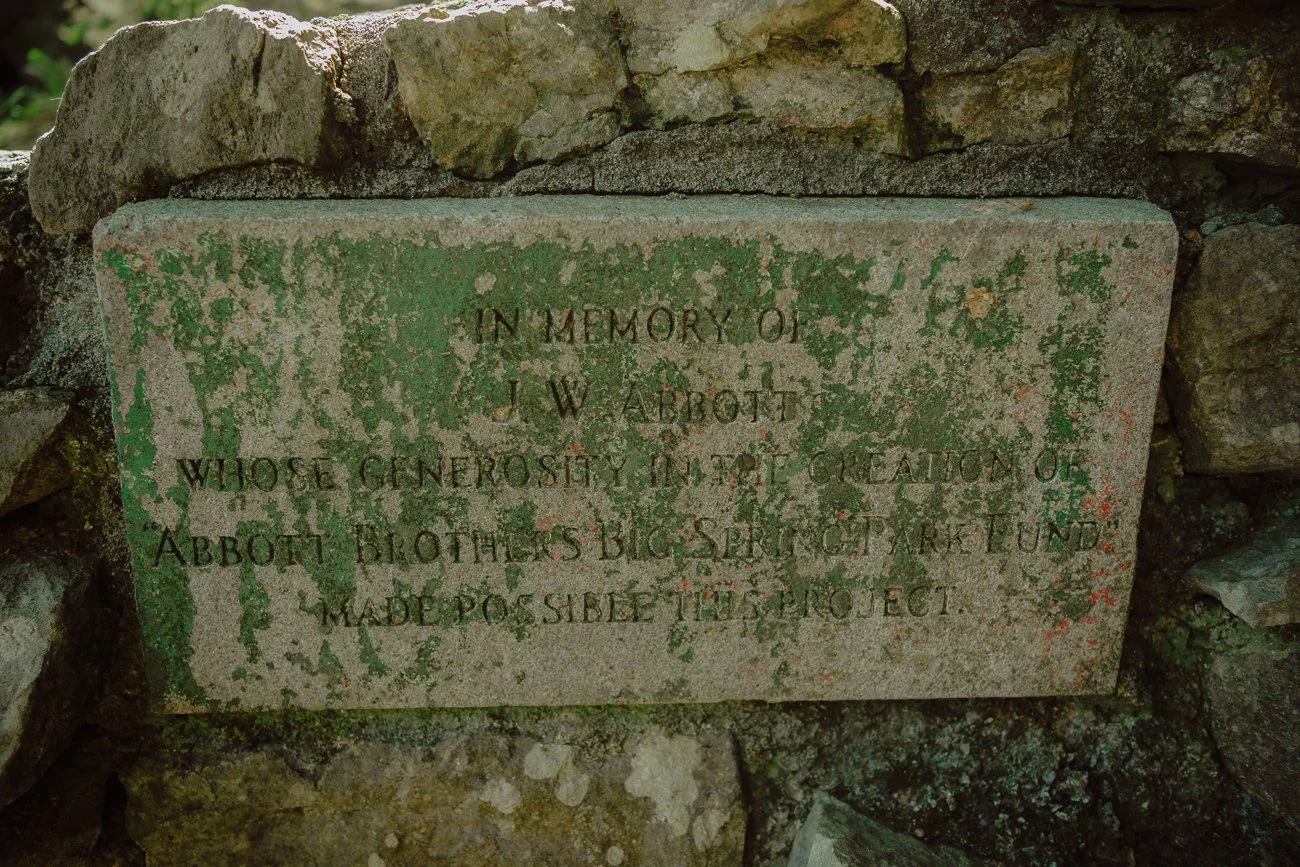 IN MEMORY OF
J. W. ABBOTT
WHOSE GENEROSITY IN THE CREATION OF
"ABBOTT BROTHERS BIG SPRING PARK FUND"
MADE POSSIBLE THIS PROJECT.